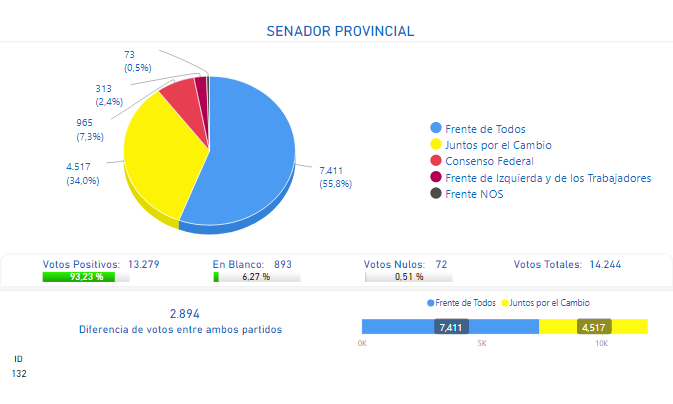 SENADOR PROVINCIAL
73
(0,5%)
313
(2,4%)
965
(7,3%)
4.517
(34,0%)
7.411
(55,8%)
Frente de Todos
Juntos por el Cambio
Consenso Federal
Frente de Izquierda y de los Trabajadores
Frente NOS
Votos Positivos: 13.279
93,23 %
En Blanco: 893
6,27 %
Votos Nulos: 72
0,51 %
Votos Totales: 14.244
2.894
Diferencia de votos entre ambos partidos
Frente de Todos Juntos por el Cambio
7,411 4,517
0K 5K 10K
ID
132